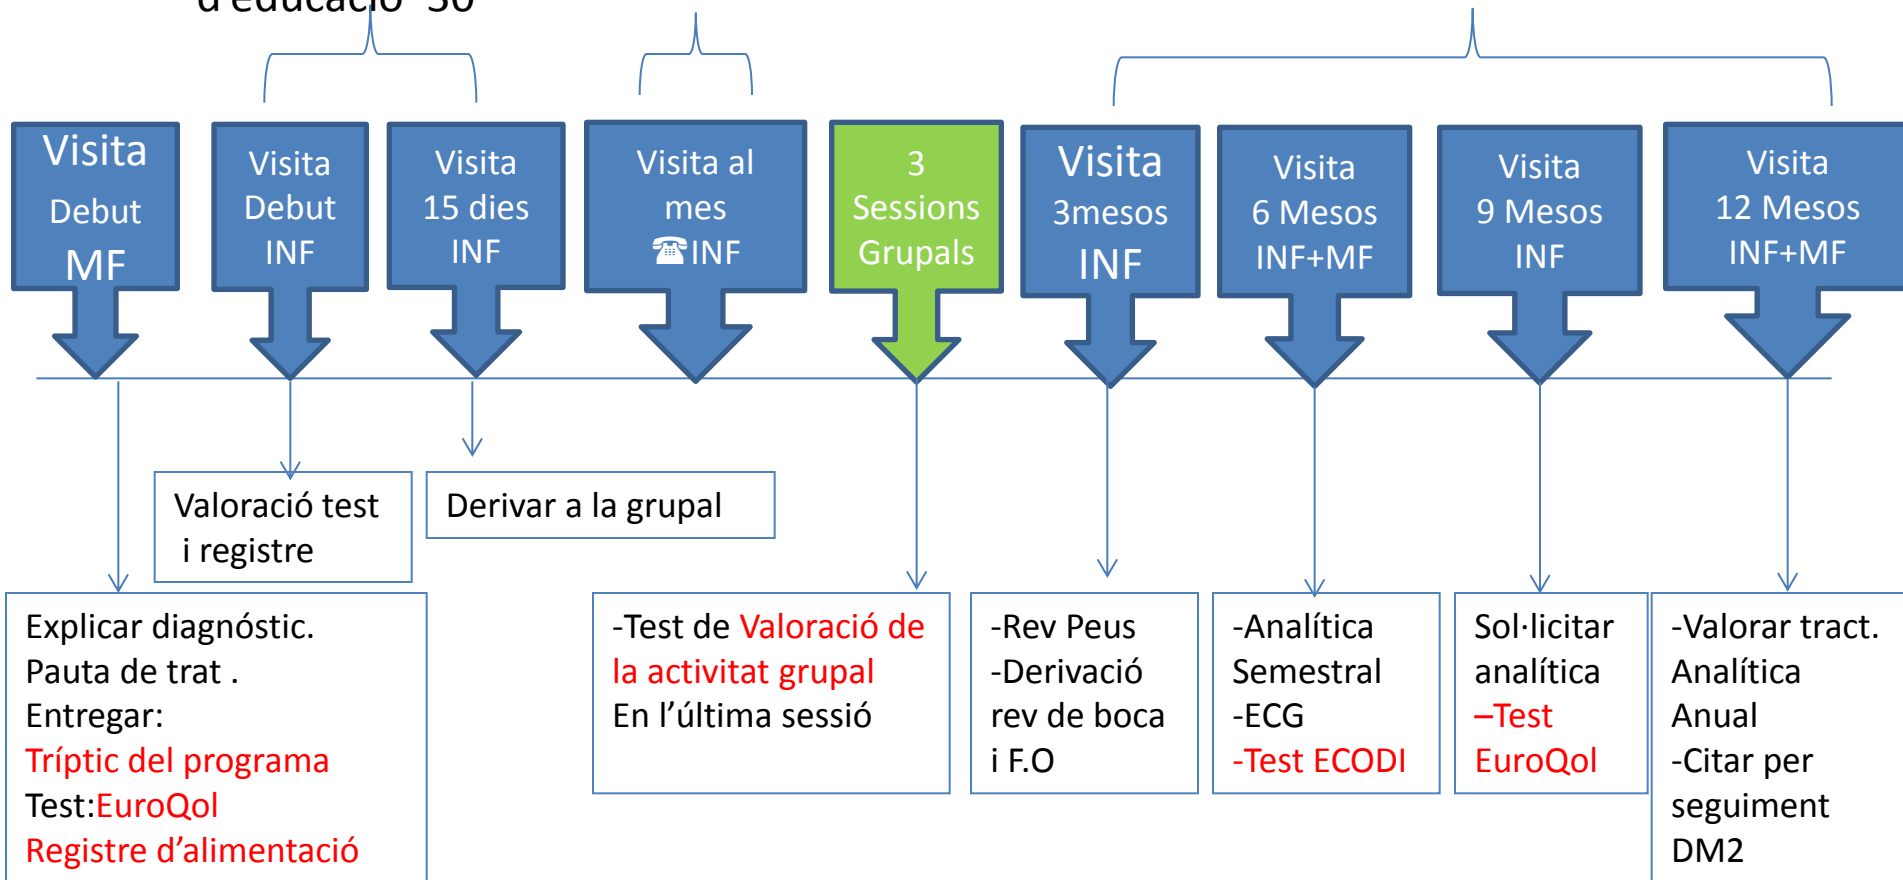 d'educació 30
Visita
Debut
MF
Visita
Debut
INF
Visita
15 dies
INF
Visita al
mes
☎INF
3
Sessions
Grupals
Visita
3mesos
INF
Visita
6 Mesos
INF+MF
Visita
9 Mesos
INF
Visita
12 Mesos
INF+MF
Valoració test
i registre
Derivar a la grupal
Explicar diagnóstic.
Pauta de trat .
Entregar:
Tríptic del programa
Test:EuroQol
Registre d’alimentació
-Test de Valoració de
la activitat grupal
En l’última sessió
-Rev Peus
-Derivació
rev de boca
i F.O
-Analítica
Semestral
-ECG
-Test ECODI
Sol·licitar
analítica
–Test
EuroQol
-Valorar tract.
Analítica
Anual
-Citar per
seguiment
DM2